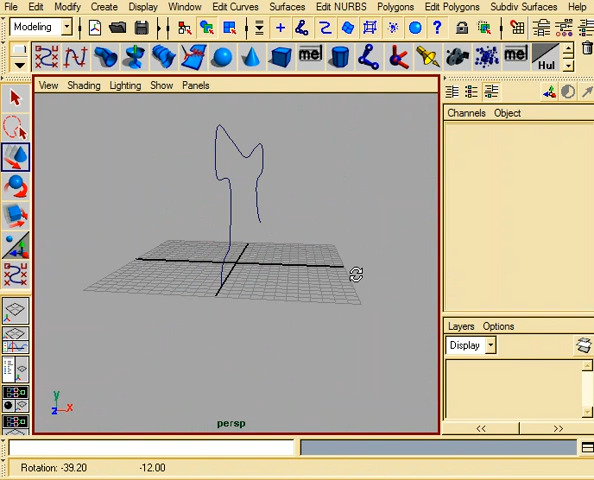 File Edit Modify Create Display Window Edit Curves Surfaces Edit NURBS Polygons Edit Polygons Subdiv Surfaces Help
Modeling
mel mel Hul
View Shading Lighting Show Panels
Channels Object
Layers Options
Display
y
z x
persp
<< >>
Rotation: -39.20 -12.00